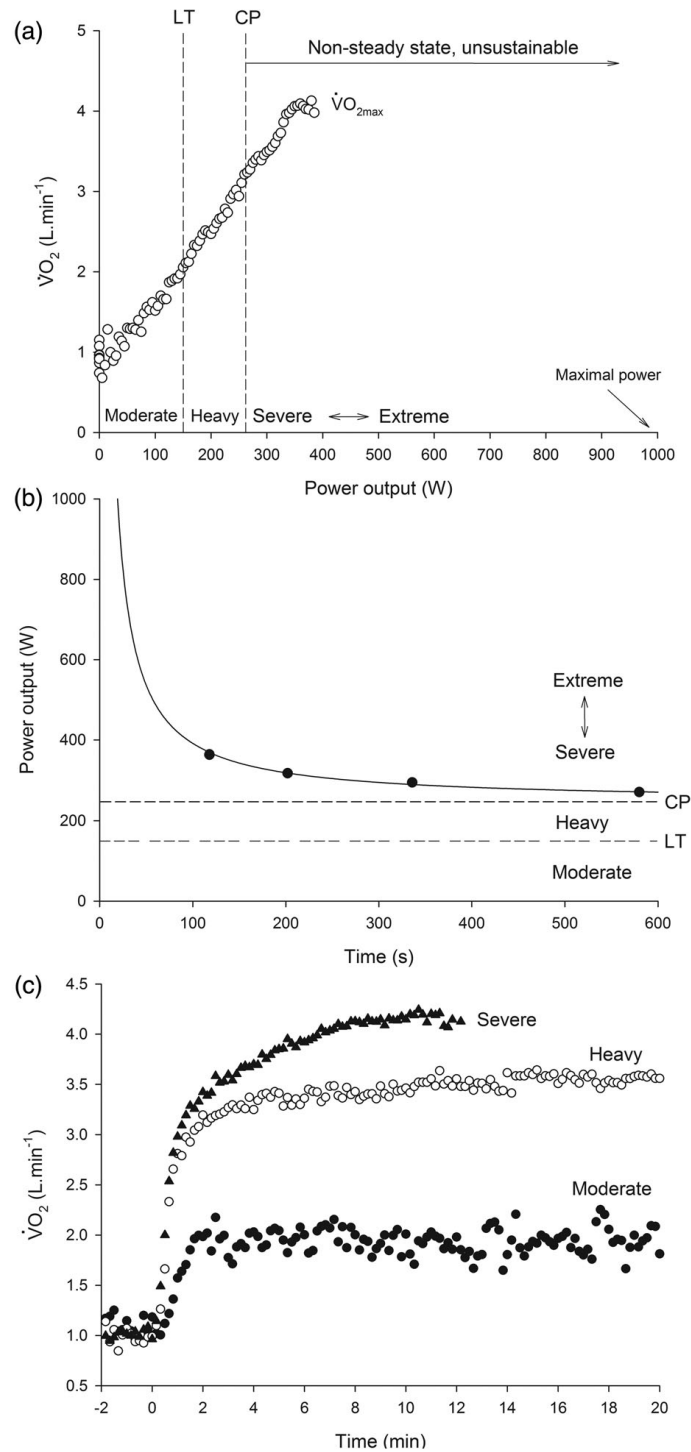 (a)
LT CP
Non-steady state, unsustainable
V̇O2max
V̇O2 (L.min-1)
5
4
3
2
1
0
Maximal power
Moderate Heavy Severe Extreme
0 100 200 300 400 500 600 700 800 900 1000
Power output (W)
(b)
Power output (W)
1000
800
600
400
200
0
Extreme
Severe
CP
Heavy
LT
Moderate
0 100 200 300 400 500 600
Time (s)
(c)
V̇O2 (L.min-1)
4.5
4.0
3.5
3.0
2.5
2.0
1.5
1.0
0.5
Severe
Heavy
Moderate
-2 0 2 4 6 8 10 12 14 16 18 20
Time (min)